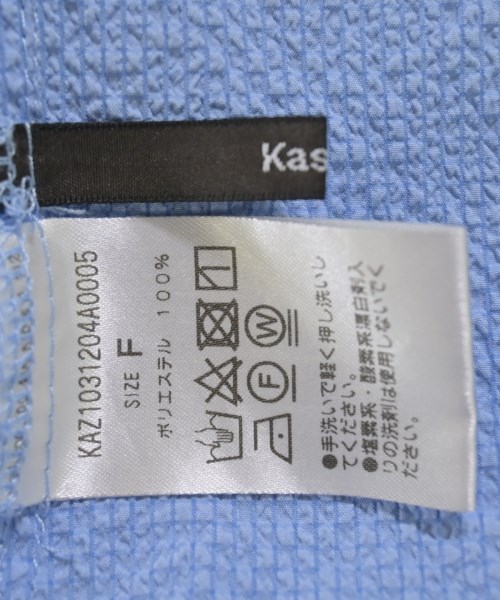 Kas
KAZ1031204A0005
SIZE F
ポリエステル 100%
W
F
●手洗いで軽く押し洗いし
てください。
●塩素系・酸素系漂白剤入
りの洗剤は使用しないでく
ださい。